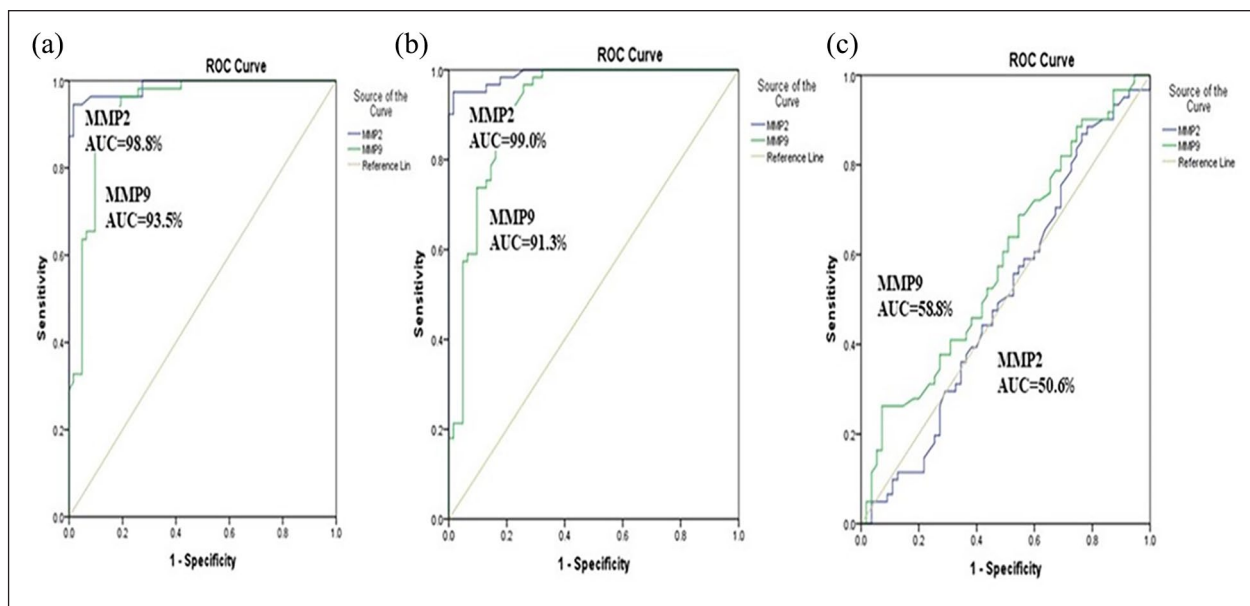 (a)
ROC Curve
1.0
0.8
0.6
0.4
0.2
0.0
Sensitivity
0.0 0.2 0.4 0.6 0.8 1.0
1 - Specificity
MMP2
AUC=98.8%
MMP9
AUC=93.5%
Source of the
Curve
MMP2
MMP9
Reference Lin
(b)
ROC Curve
1.0
0.8
0.6
0.4
0.2
0.0
Sensitivity
0.0 0.2 0.4 0.6 0.8 1.0
1 - Specificity
MMP2
AUC=99.0%
MMP9
AUC=91.3%
Source of the
Curve
MMP2
MMP9
Reference Line
(c)
ROC Curve
1.0
0.8
0.6
0.4
0.2
0.0
Sensitivity
0.0 0.2 0.4 0.6 0.8 1.0
1 - Specificity
MMP9
AUC=58.8%
MMP2
AUC=50.6%
Source of the
Curve
MMP2
MMP9
Reference Line